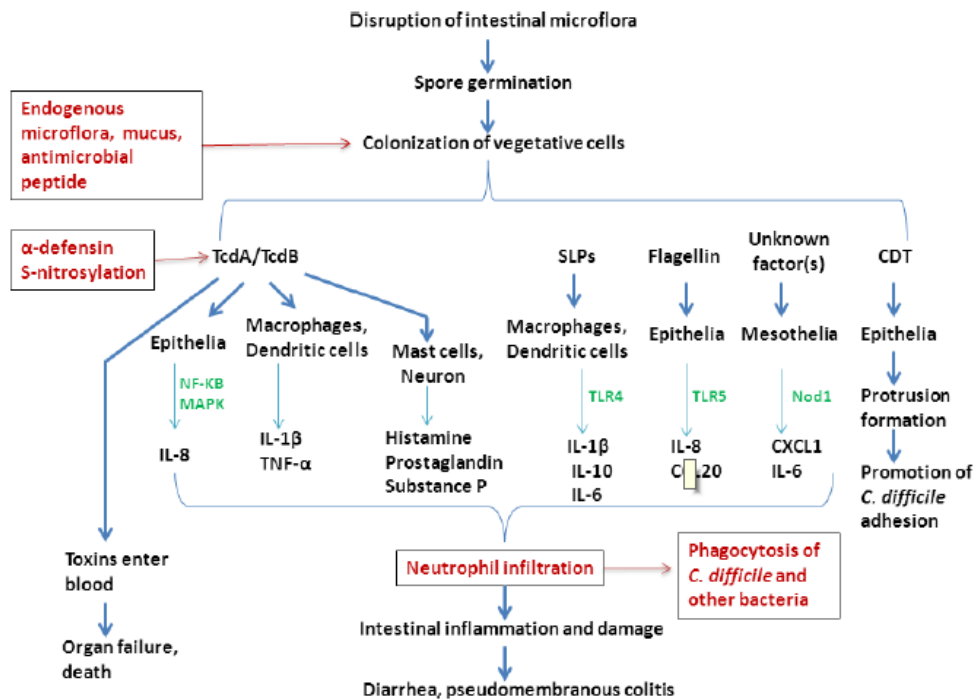 Disruption of intestinal microflora
Spore germination
Endogenous
microflora, mucus,
antimicrobial
peptide
Colonization of vegetative cells
α-defensin
S-nitrosylation
TcdA/TcdB
SLPs
Flagellin
Unknown
factor(s)
CDT
Epithelia
Macrophages,
Dendritic cells
Mast cells,
Neuron
Macrophages,
Dendritic cells
Epithelia
Mesothelia
Epithelia
NF-KB
MAPK
TLR4
TLR5
Nod1
Protrusion
formation
IL-8
IL-1β
TNF-α
Histamine
Prostaglandin
Substance P
IL-1β
IL-10
IL-6
IL-8
CXCL1
IL-6
Promotion of
C. difficile
adhesion
Toxins enter
blood
Neutrophil infiltration
Phagocytosis of
C. difficile and
other bacteria
Organ failure,
death
Intestinal inflammation and damage
Diarrhea, pseudomembranous colitis